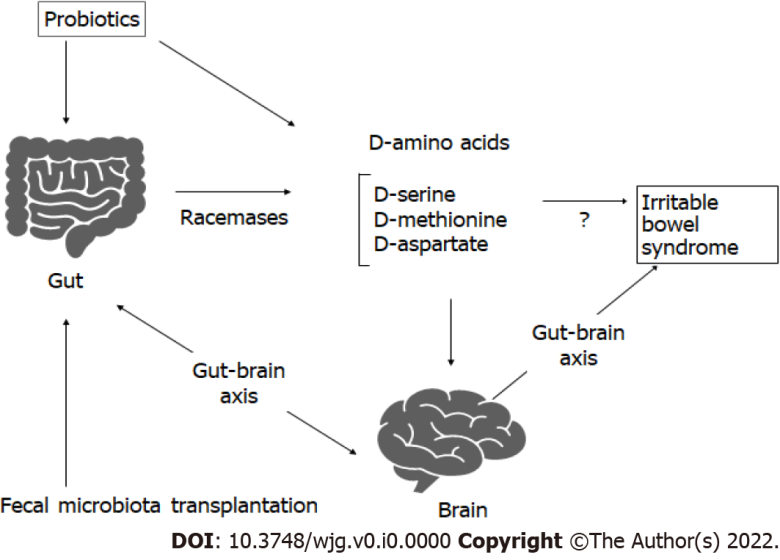 Probiotics
D-amino acids
D-serine
D-methionine
D-aspartate
Racemases
?
Irritable
bowel
syndrome
Gut
Gut-brain
axis
Gut-brain
axis
Fecal microbiota transplantation
Brain
DOI: 10.3748/wjg.v0.i0.0000 Copyright ©The Author(s) 2022.